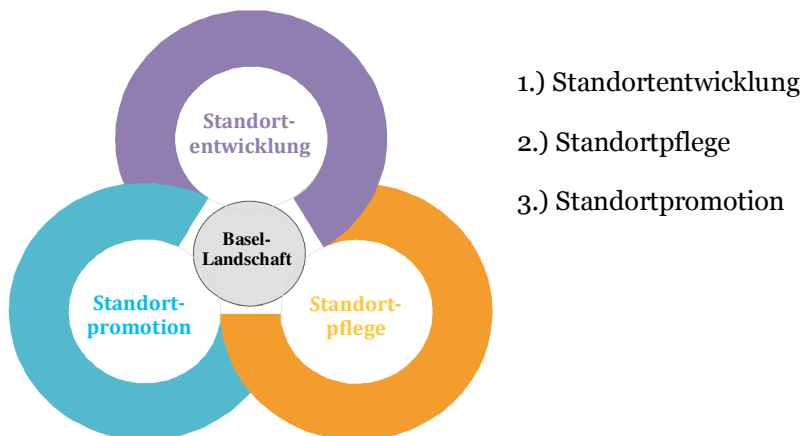 Standort-
entwicklung
Basel-
Landschaft
Standort-
promotion
Standort-
pflege
1.) Standortentwicklung
2.) Standortpflege
3.) Standortpromotion